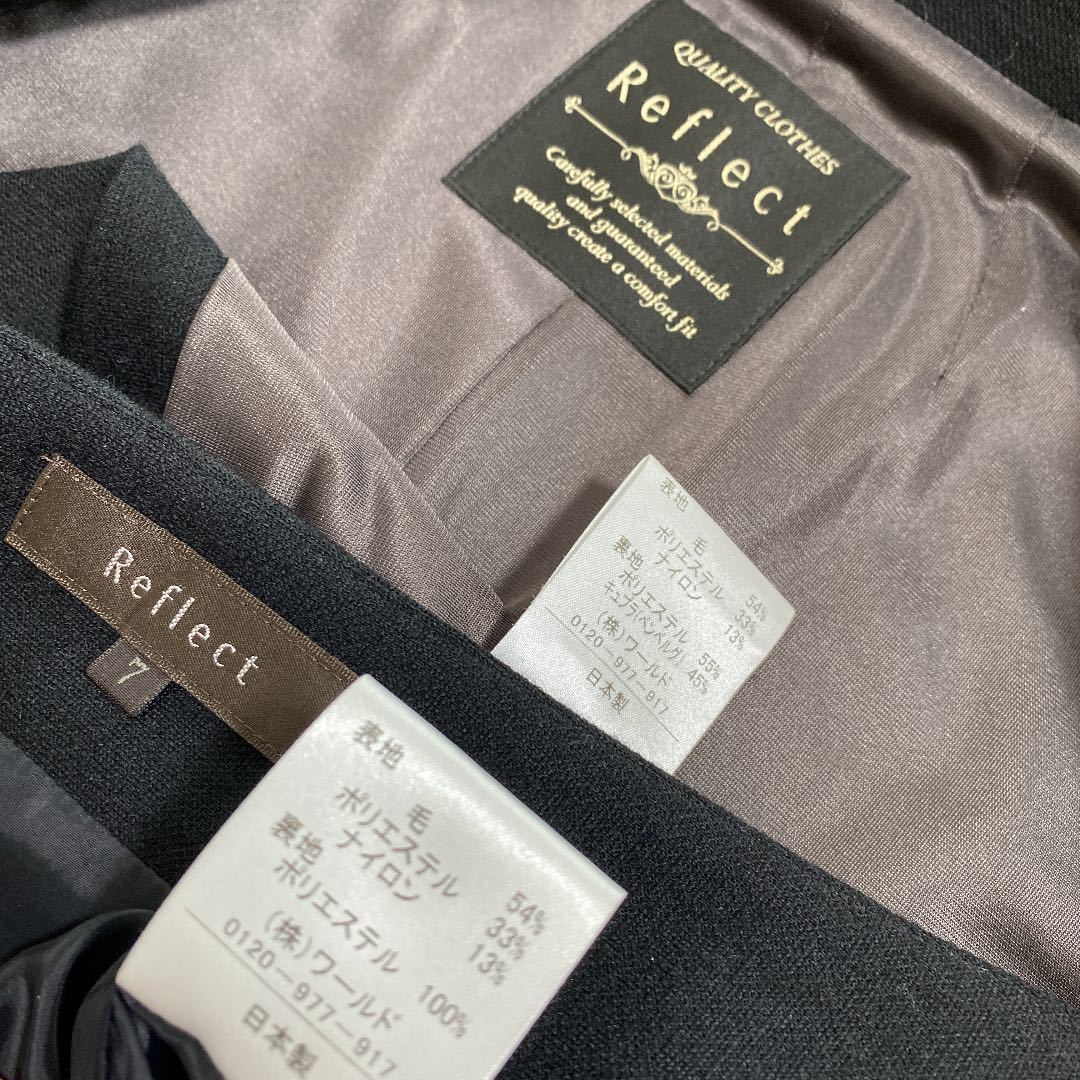 QUALITY CLOTHES
Reflect
Carefully selected materials
and guaranteed
quality create a comfort fit
表地
毛 54%
ポリエステル 33%
ナイロン 13%
裏地
ポリエステル 55%
キュプラ(ベンベルグ) 45%
(株)ワールド
0120-977-917
日本製
Reflect
7
表地
毛 54%
ポリエステル 33%
ナイロン 13%
裏地
ポリエステル 100%
(株)ワールド
0120-977-917
日本製